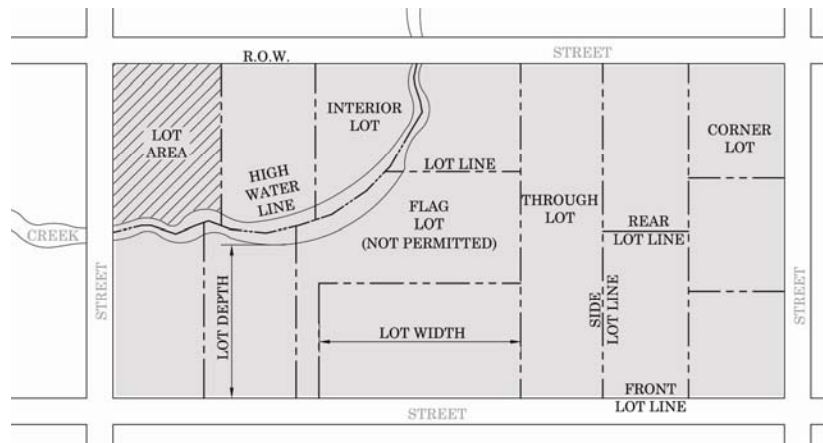 R.O.W.
STREET
INTERIOR
LOT
LOT
AREA
CORNER
LOT
HIGH
WATER
LINE
LOT LINE
FLAG
LOT
(NOT PERMITTED)
THROUGH
LOT
REAR
LOT LINE
CREEK
STREET
LOT DEPTH
LOT WIDTH
SIDE
LOT LINE
STREET
FRONT
LOT LINE
STREET